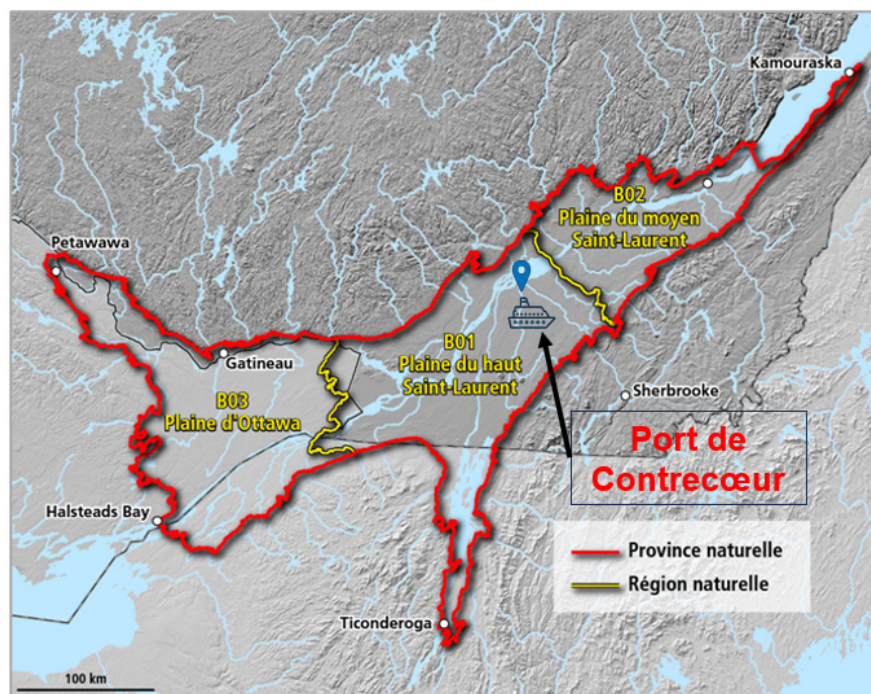 Kamouraska
B02
Plaine du moyen
Saint-Laurent
Petawawa
Gatineau
B01
Plaine du haut
Saint-Laurent
B03
Plaine d'Ottawa
Sherbrooke
Port de
Contrecœur
Halsteads Bay
Province naturelle
Région naturelle
Ticonderoga
100 km